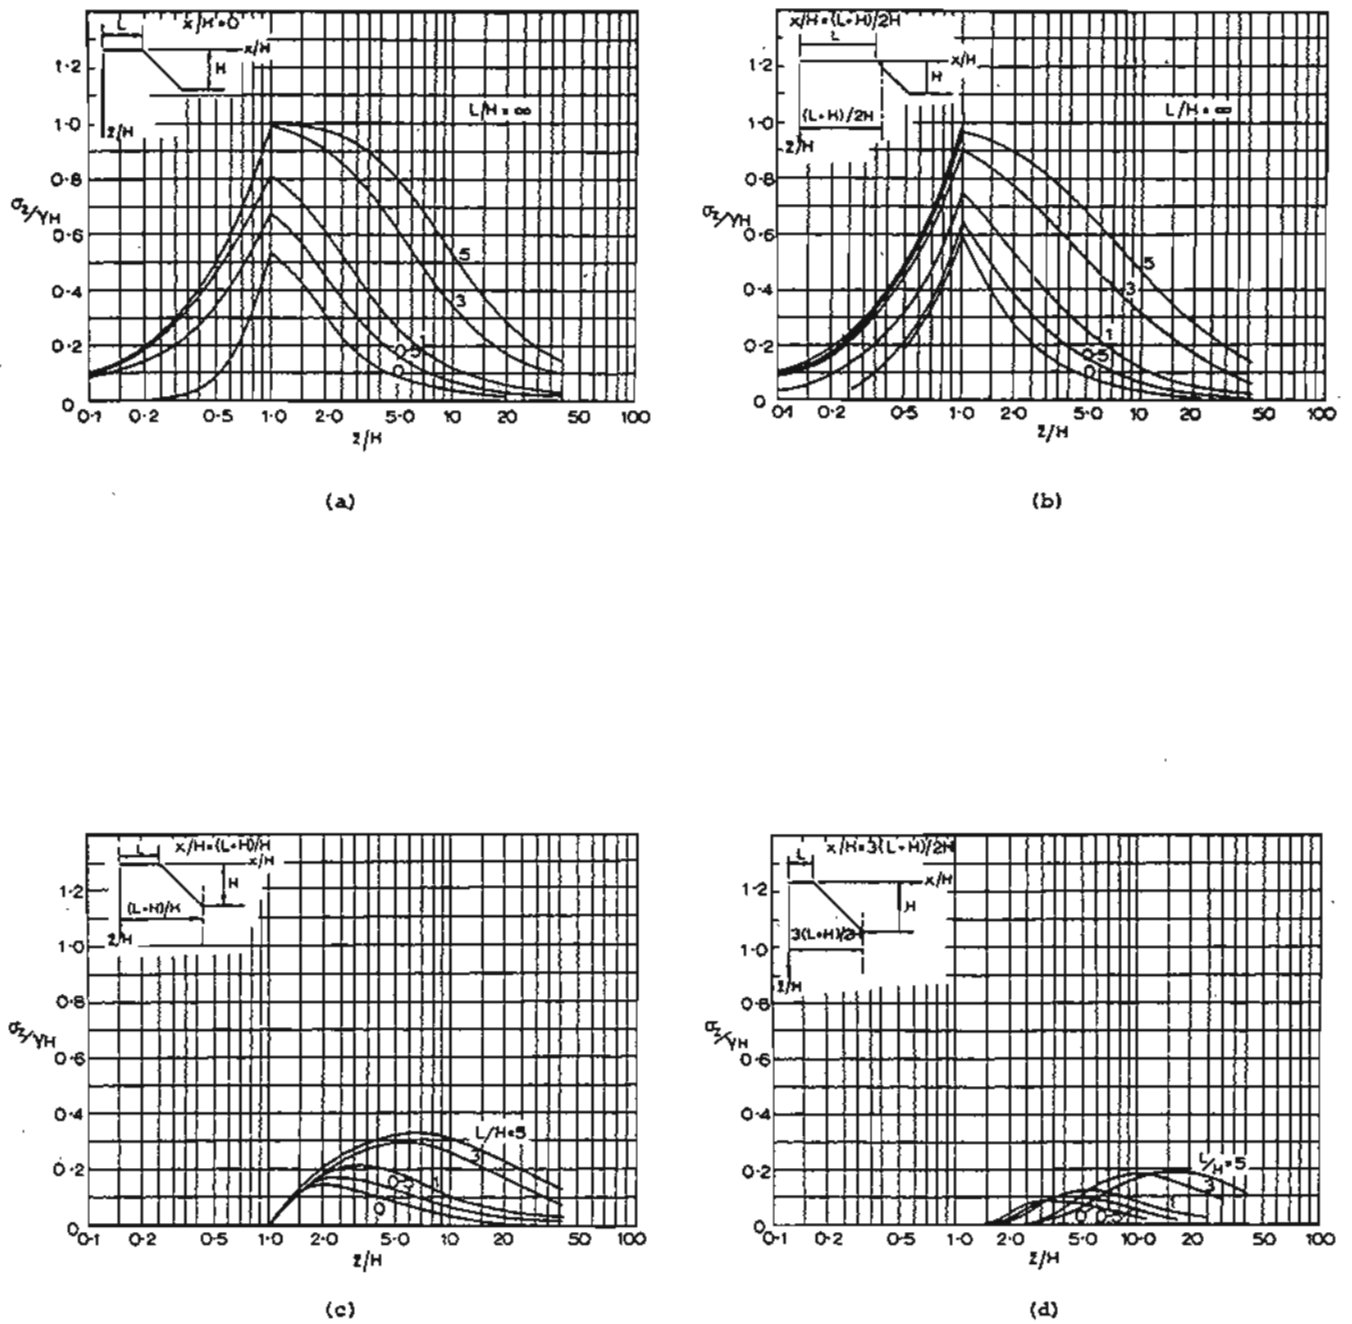 x/H = 0
L
x/H
H
z/H
L/H = ∞
1·2
1·0
0·8
σz/γH
0·6
0·4
0·2
0
5
3
1
0·5
0
0·1 0·2 0·5 1·0 2·0 5·0 10 20 50 100
z/H
(a)
x/H=(L+H)/2H
L
x/H
H
(L+H)/2H
z/H
L/H = ∞
1·2
1·0
0·8
σz/γH
0·6
0·4
0·2
0
5
3
1
0·5
0
0·1 0·2 0·5 1·0 2·0 5·0 10 20 50 100
z/H
(b)
x/H=(L+H)/H
L
x/H
H
(L+H)/H
z/H
1·2
1·0
0·8
σz/γH
0·6
0·4
0·2
0
L/H=5
3
1
0·5
0
0·1 0·2 0·5 1·0 2·0 5·0 10 20 50 100
z/H
(c)
x/H=3(L+H)/2H
L
x/H
H
3(L+H)/2H
z/H
1·2
1·0
0·8
σz/γH
0·6
0·4
0·2
0
L/H=5
3
1
0 0·5
0·1 0·2 0·5 1·0 2·0 5·0 10·0 20 50 100
z/H
(d)